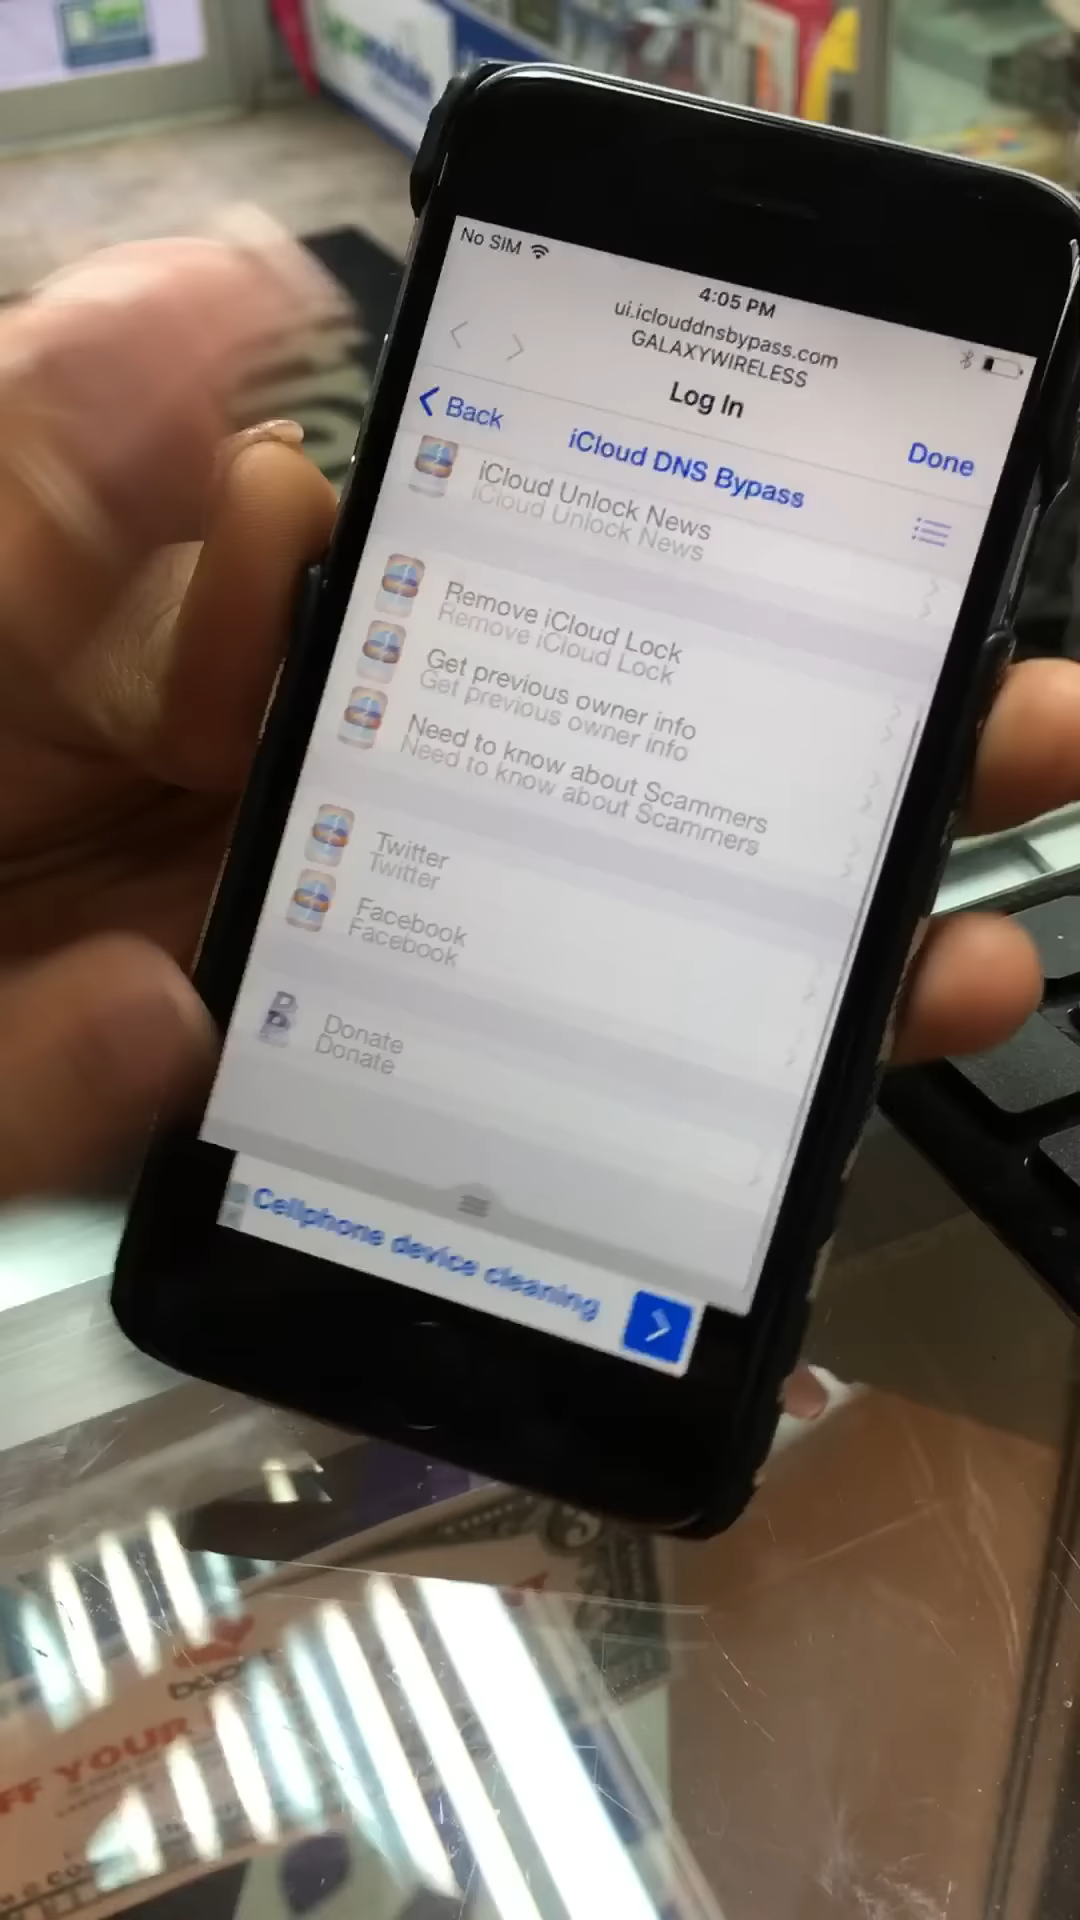 No SIM
4:05 PM
ui.iclouddnsbypass.com
GALAXYWIRELESS
Log In
Back
iCloud DNS Bypass
Done
iCloud Unlock News
iCloud Unlock News
Remove iCloud Lock
Remove iCloud Lock
Get previous owner info
Get previous owner info
Need to know about Scammers
Need to know about Scammers
Twitter
Twitter
Facebook
Facebook
Donate
Donate
Cellphone device cleaning
YOUR